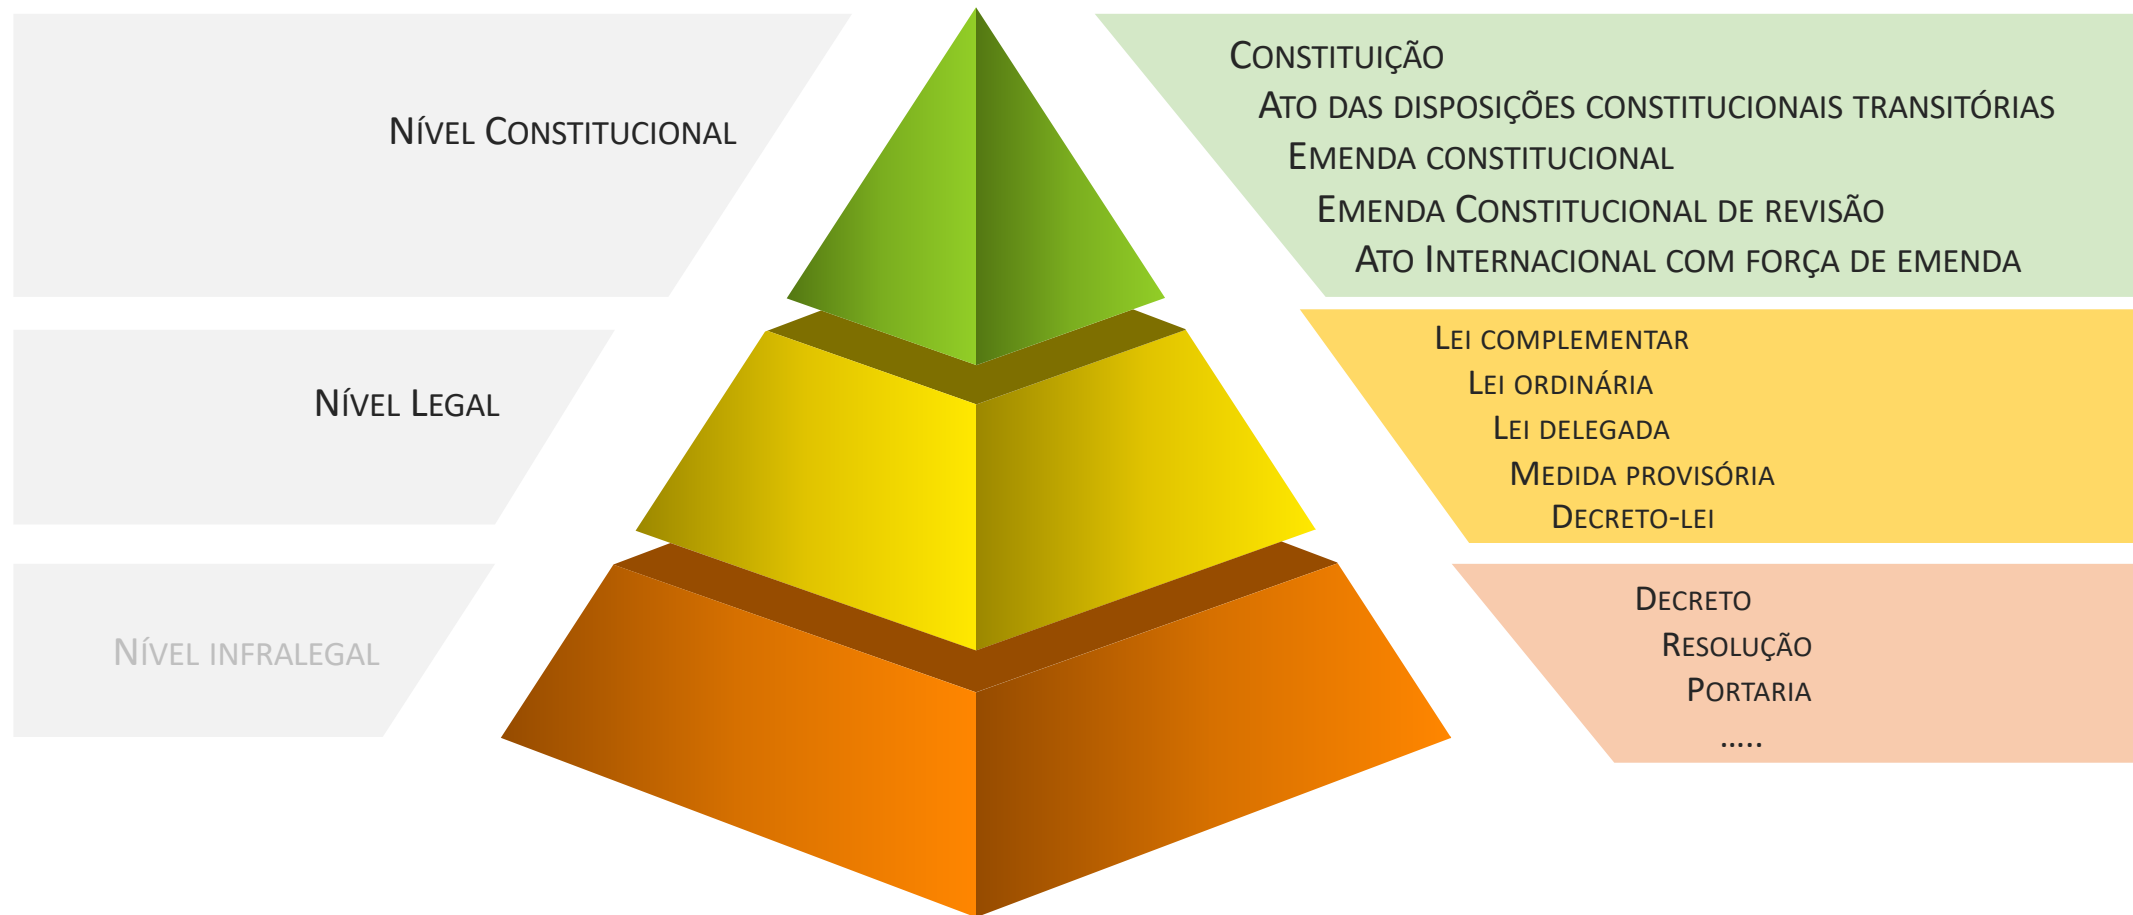 Nível Constitucional
Constituição
Ato das disposições constitucionais transitórias
Emenda constitucional
Emenda Constitucional de revisão
Ato Internacional com força de emenda
Nível Legal
Lei complementar
Lei ordinária
Lei delegada
Medida provisória
Decreto-lei
Nível infralegal
Decreto
Resolução
Portaria
.....